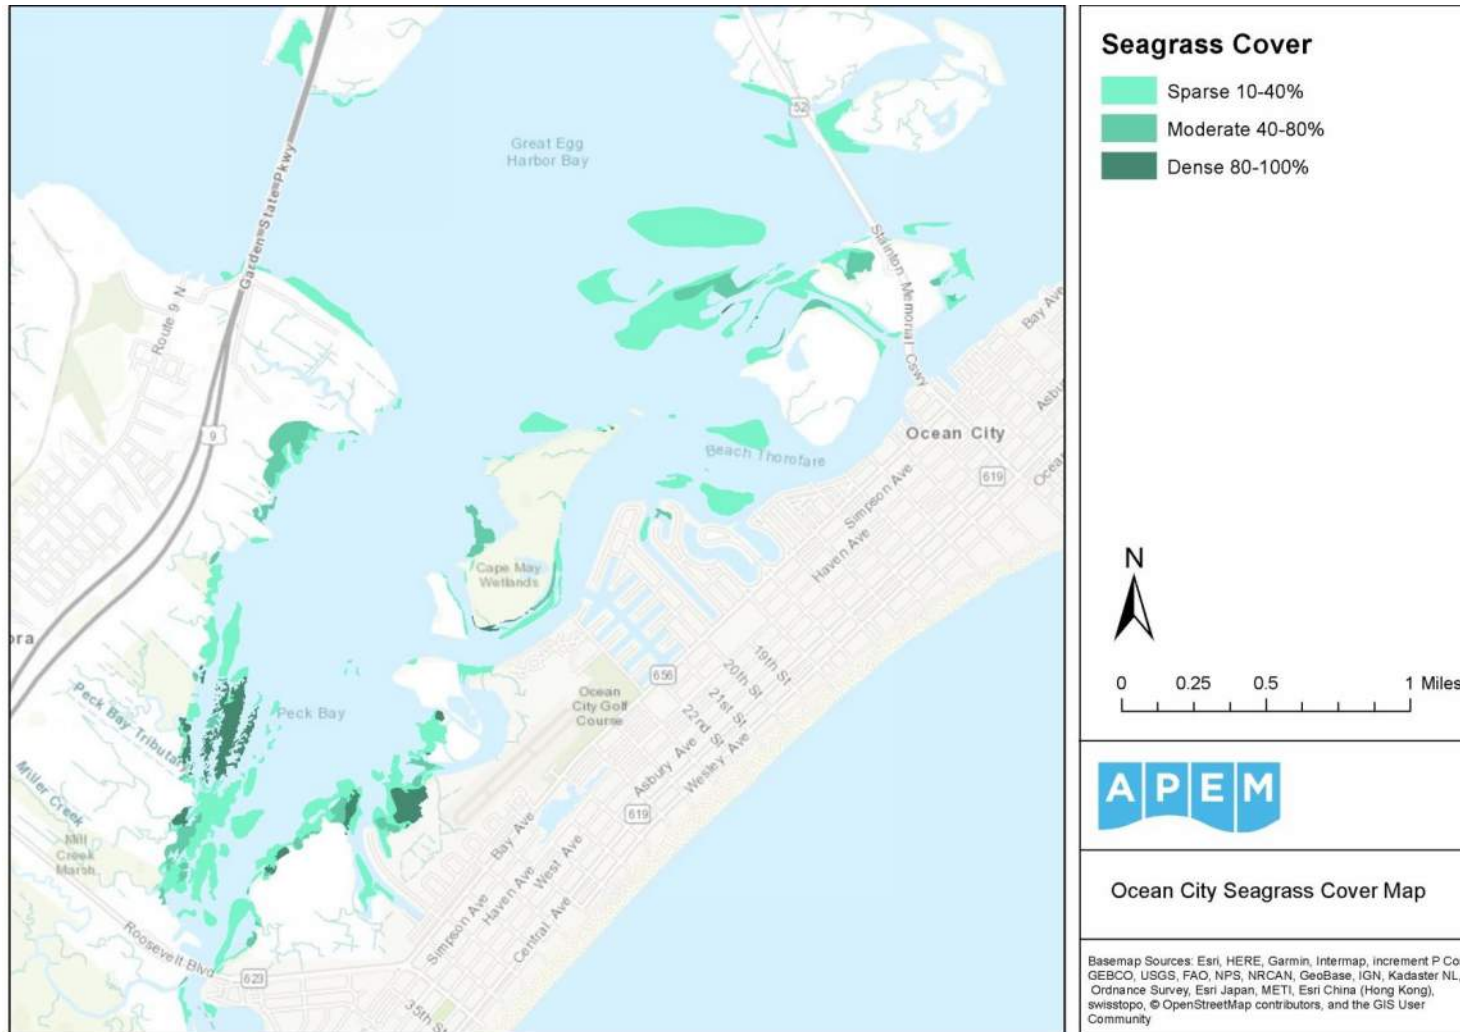 Seagrass Cover
Sparse 10-40%
Moderate 40-80%
Dense 80-100%
Great Egg
Harbor Bay
52
Garden State Pkwy
Route 9 N
Stainton Memorial Cswy
Bay Ave
Asbu
Ocean City
Beach Thorofare
9
619
Ocean
Simpson Ave
Haven Ave
Cape May
Wetlands
N
ora
656
19th St
20th St
21st St
22nd St
Ocean
City Golf
Course
0 0.25 0.5 1 Miles
Peck Bay Tributary
Peck Bay
Asbury Ave
Wesley Ave
Miller Creek
619
APEM
Mill
Creek
Marsh
Bay Ave
West Ave
Haven Ave
Simpson Ave
Central Ave
Ocean City Seagrass Cover Map
Roosevelt Blvd
623
35th St
Basemap Sources: Esri, HERE, Garmin, Intermap, increment P Co
GEBCO, USGS, FAO, NPS, NRCAN, GeoBase, IGN, Kadaster NL,
Ordnance Survey, Esri Japan, METI, Esri China (Hong Kong),
swisstopo, © OpenStreetMap contributors, and the GIS User
Community